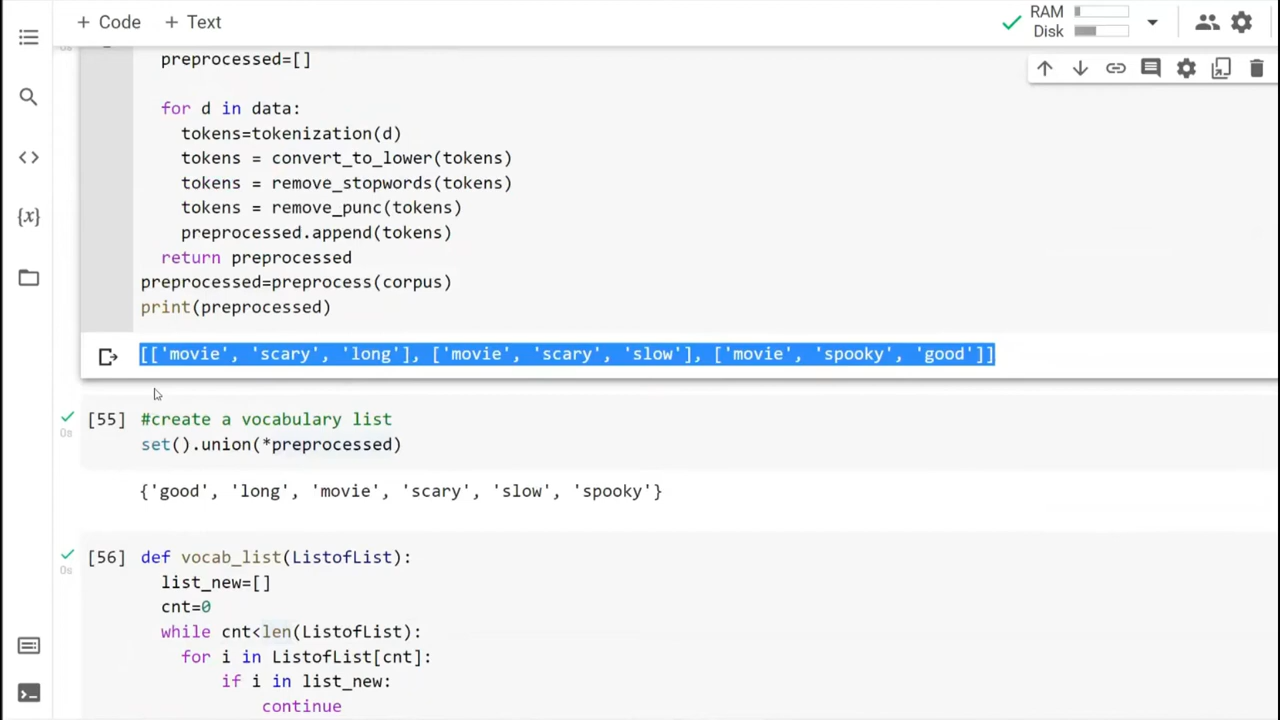 + Code + Text
RAM
Disk
preprocessed=[]
for d in data:
tokens=tokenization(d)
tokens = convert_to_lower(tokens)
tokens = remove_stopwords(tokens)
tokens = remove_punc(tokens)
preprocessed.append(tokens)
return preprocessed
preprocessed=preprocess(corpus)
print(preprocessed)
[['movie', 'scary', 'long'], ['movie', 'scary', 'slow'], ['movie', 'spooky', 'good']]
[55] #create a vocabulary list
0s
set().union(*preprocessed)
{'good', 'long', 'movie', 'scary', 'slow', 'spooky'}
[56] def vocab_list(ListofList):
0s
list_new=[]
cnt=0
while cnt<len(ListofList):
for i in ListofList[cnt]:
if i in list_new:
continue